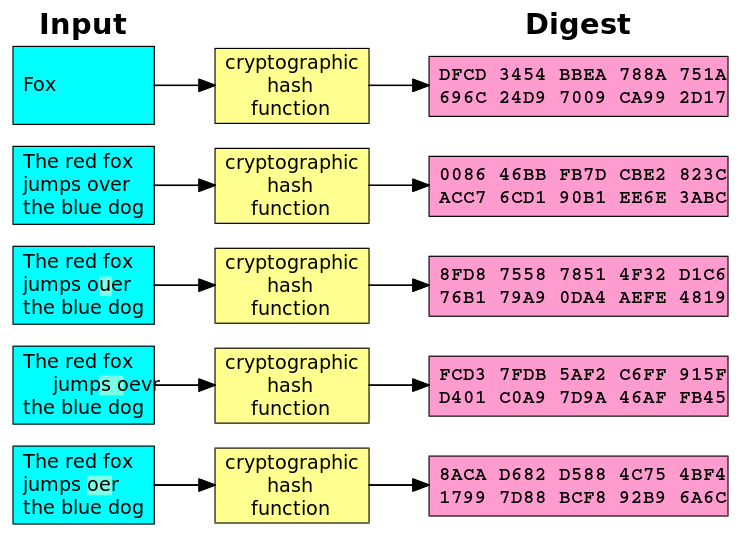 Input
Digest
Fox
cryptographic
hash
function
DFCD 3454 BBEA 788A 751A
696C 24D9 7009 CA99 2D17
The red fox
jumps over
the blue dog
cryptographic
hash
function
0086 46BB FB7D CBE2 823C
ACC7 6CD1 90B1 EE6E 3ABC
The red fox
jumps ouer
the blue dog
cryptographic
hash
function
8FD8 7558 7851 4F32 D1C6
76B1 79A9 0DA4 AEFE 4819
The red fox
jumps oevr
the blue dog
cryptographic
hash
function
FCD3 7FDB 5AF2 C6FF 915F
D401 C0A9 7D9A 46AF FB45
The red fox
jumps oer
the blue dog
cryptographic
hash
function
8ACA D682 D588 4C75 4BF4
1799 7D88 BCF8 92B9 6A6C